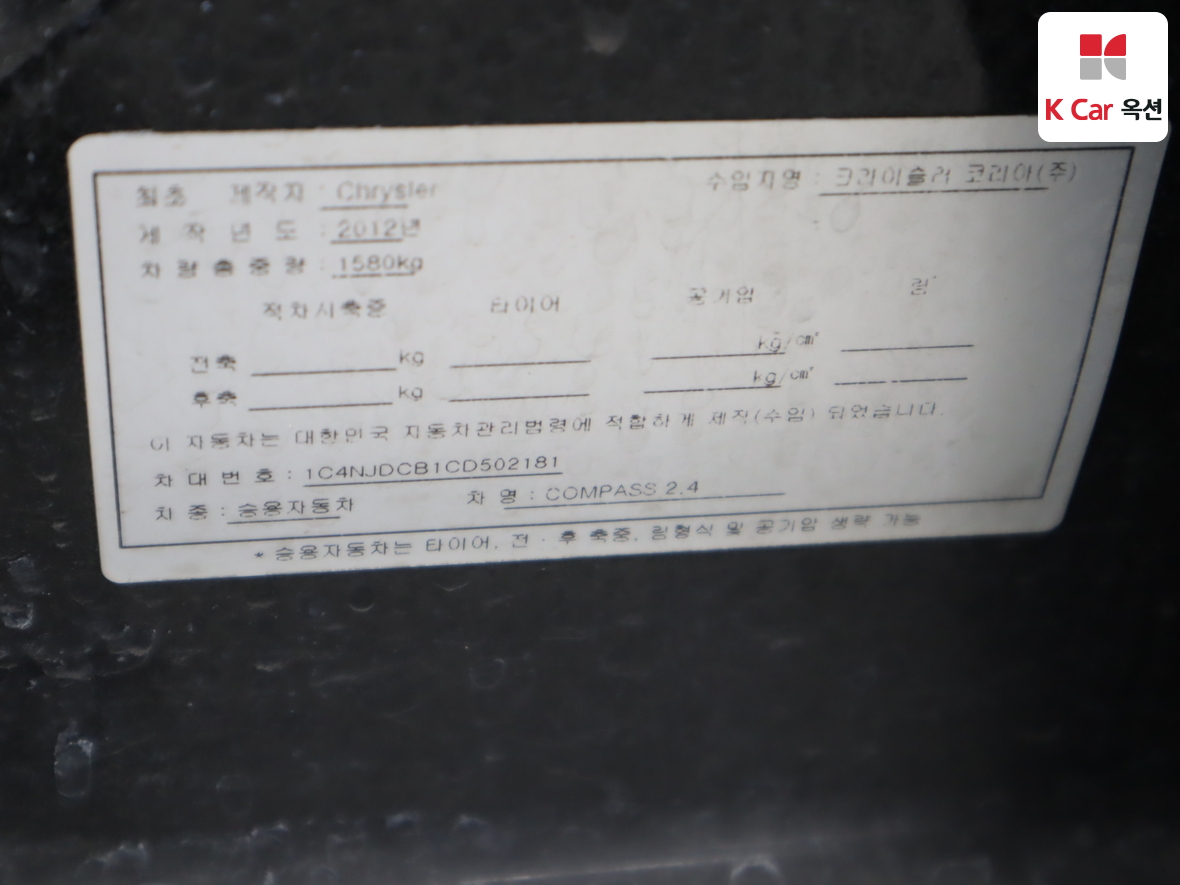 K Car 옥션
최초 제작자 : Chrysler 수입자명 : 크라이슬러 코리아(주)
제 작 년 도 : 2012년
차 량 총 중 량 : 1580kg
적차시축중 타이어 공기압 림
전축 kg kg/㎠
후축 kg kg/㎠
이 자동차는 대한민국 자동차관리법령에 적합하게 제작(수입) 되었습니다.
차 대 번 호 : 1C4NJDCB1CD502181
차 종 : 승용자동차 차 명 : COMPASS 2.4
* 승용자동차는 타이어, 전 · 후 축중, 림형식 및 공기압 생략 가능